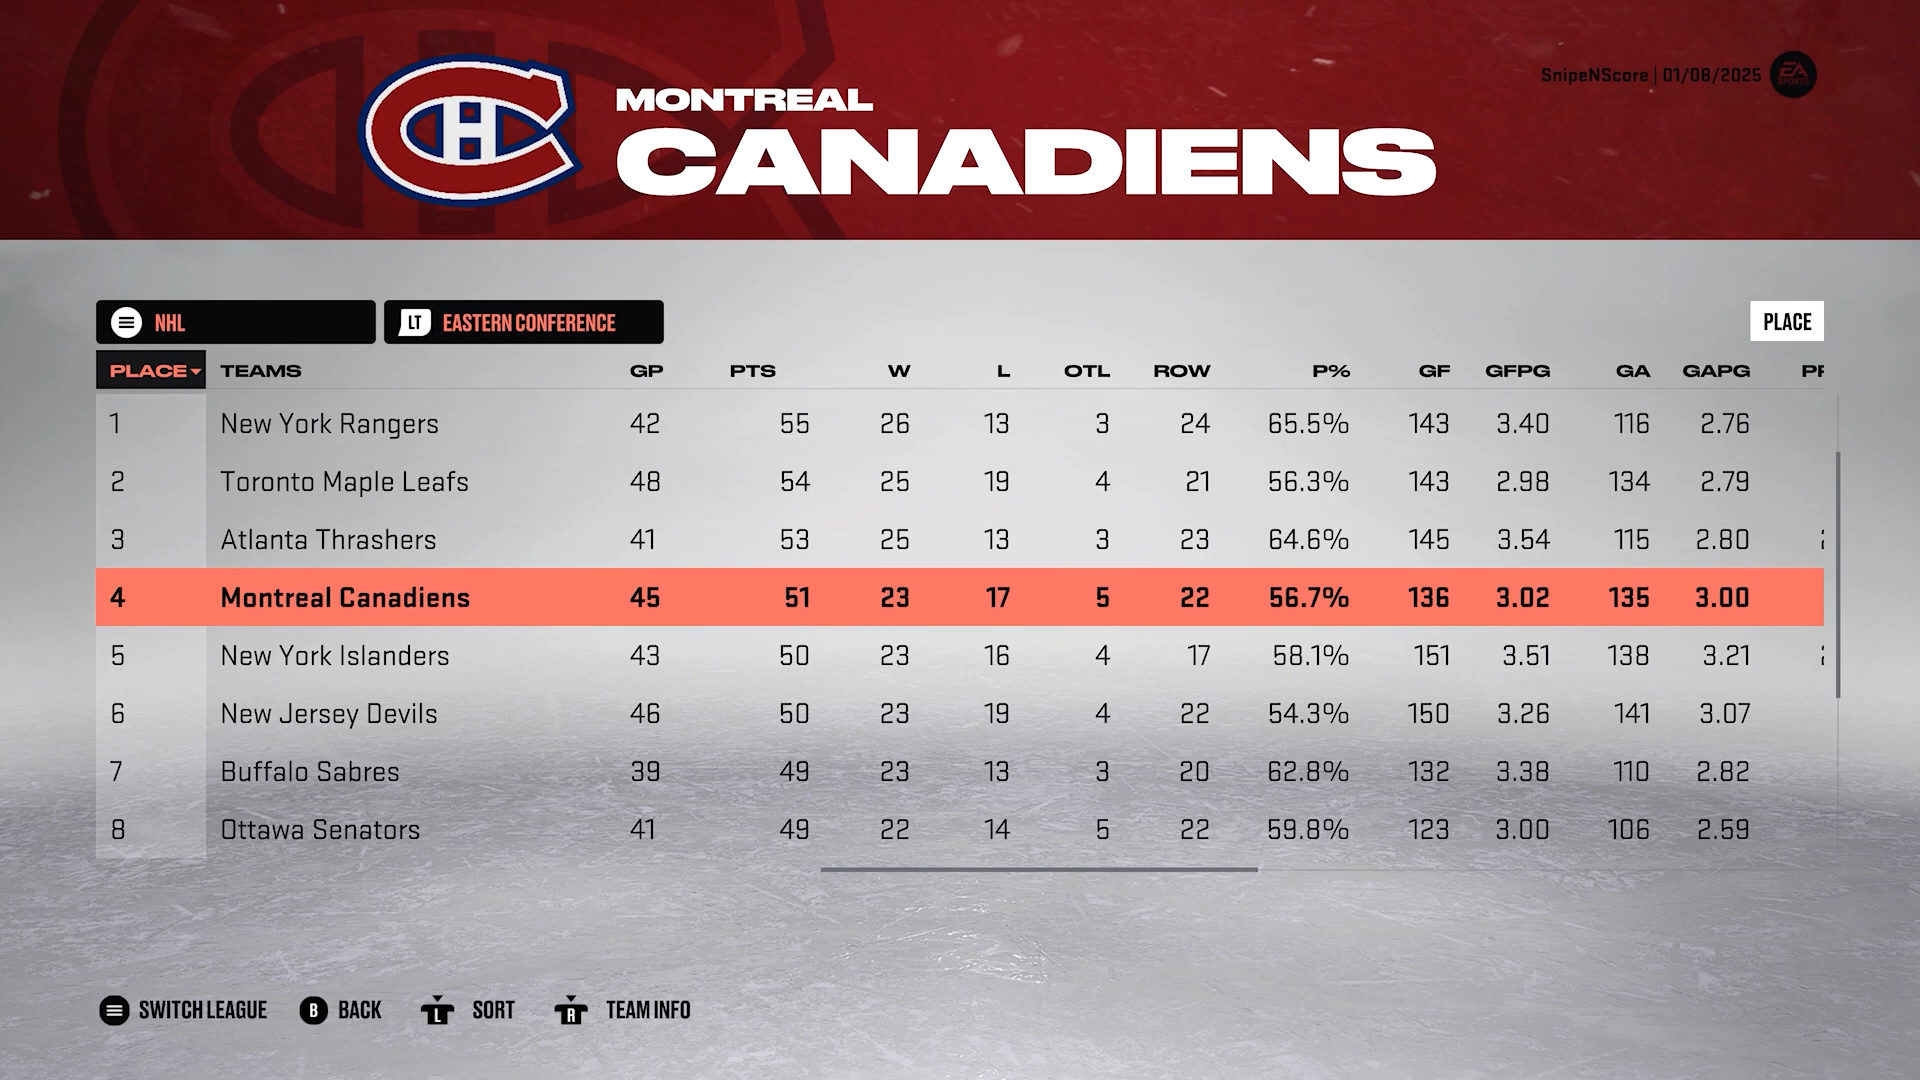 SnipeNScore | 01/08/2025
EA SPORTS
MONTREAL
CANADIENS
NHL
LT EASTERN CONFERENCE
PLACE
PLACE TEAMS GP PTS W L OTL ROW P% GF GFPG GA GAPG
1 New York Rangers 42 55 26 13 3 24 65.5% 143 3.40 116 2.76
2 Toronto Maple Leafs 48 54 25 19 4 21 56.3% 143 2.98 134 2.79
3 Atlanta Thrashers 41 53 25 13 3 23 64.6% 145 3.54 115 2.80
4 Montreal Canadiens 45 51 23 17 5 22 56.7% 136 3.02 135 3.00
5 New York Islanders 43 50 23 16 4 17 58.1% 151 3.51 138 3.21
6 New Jersey Devils 46 50 23 19 4 22 54.3% 150 3.26 141 3.07
7 Buffalo Sabres 39 49 23 13 3 20 62.8% 132 3.38 110 2.82
8 Ottawa Senators 41 49 22 14 5 22 59.8% 123 3.00 106 2.59
SWITCH LEAGUE B BACK L SORT R TEAM INFO